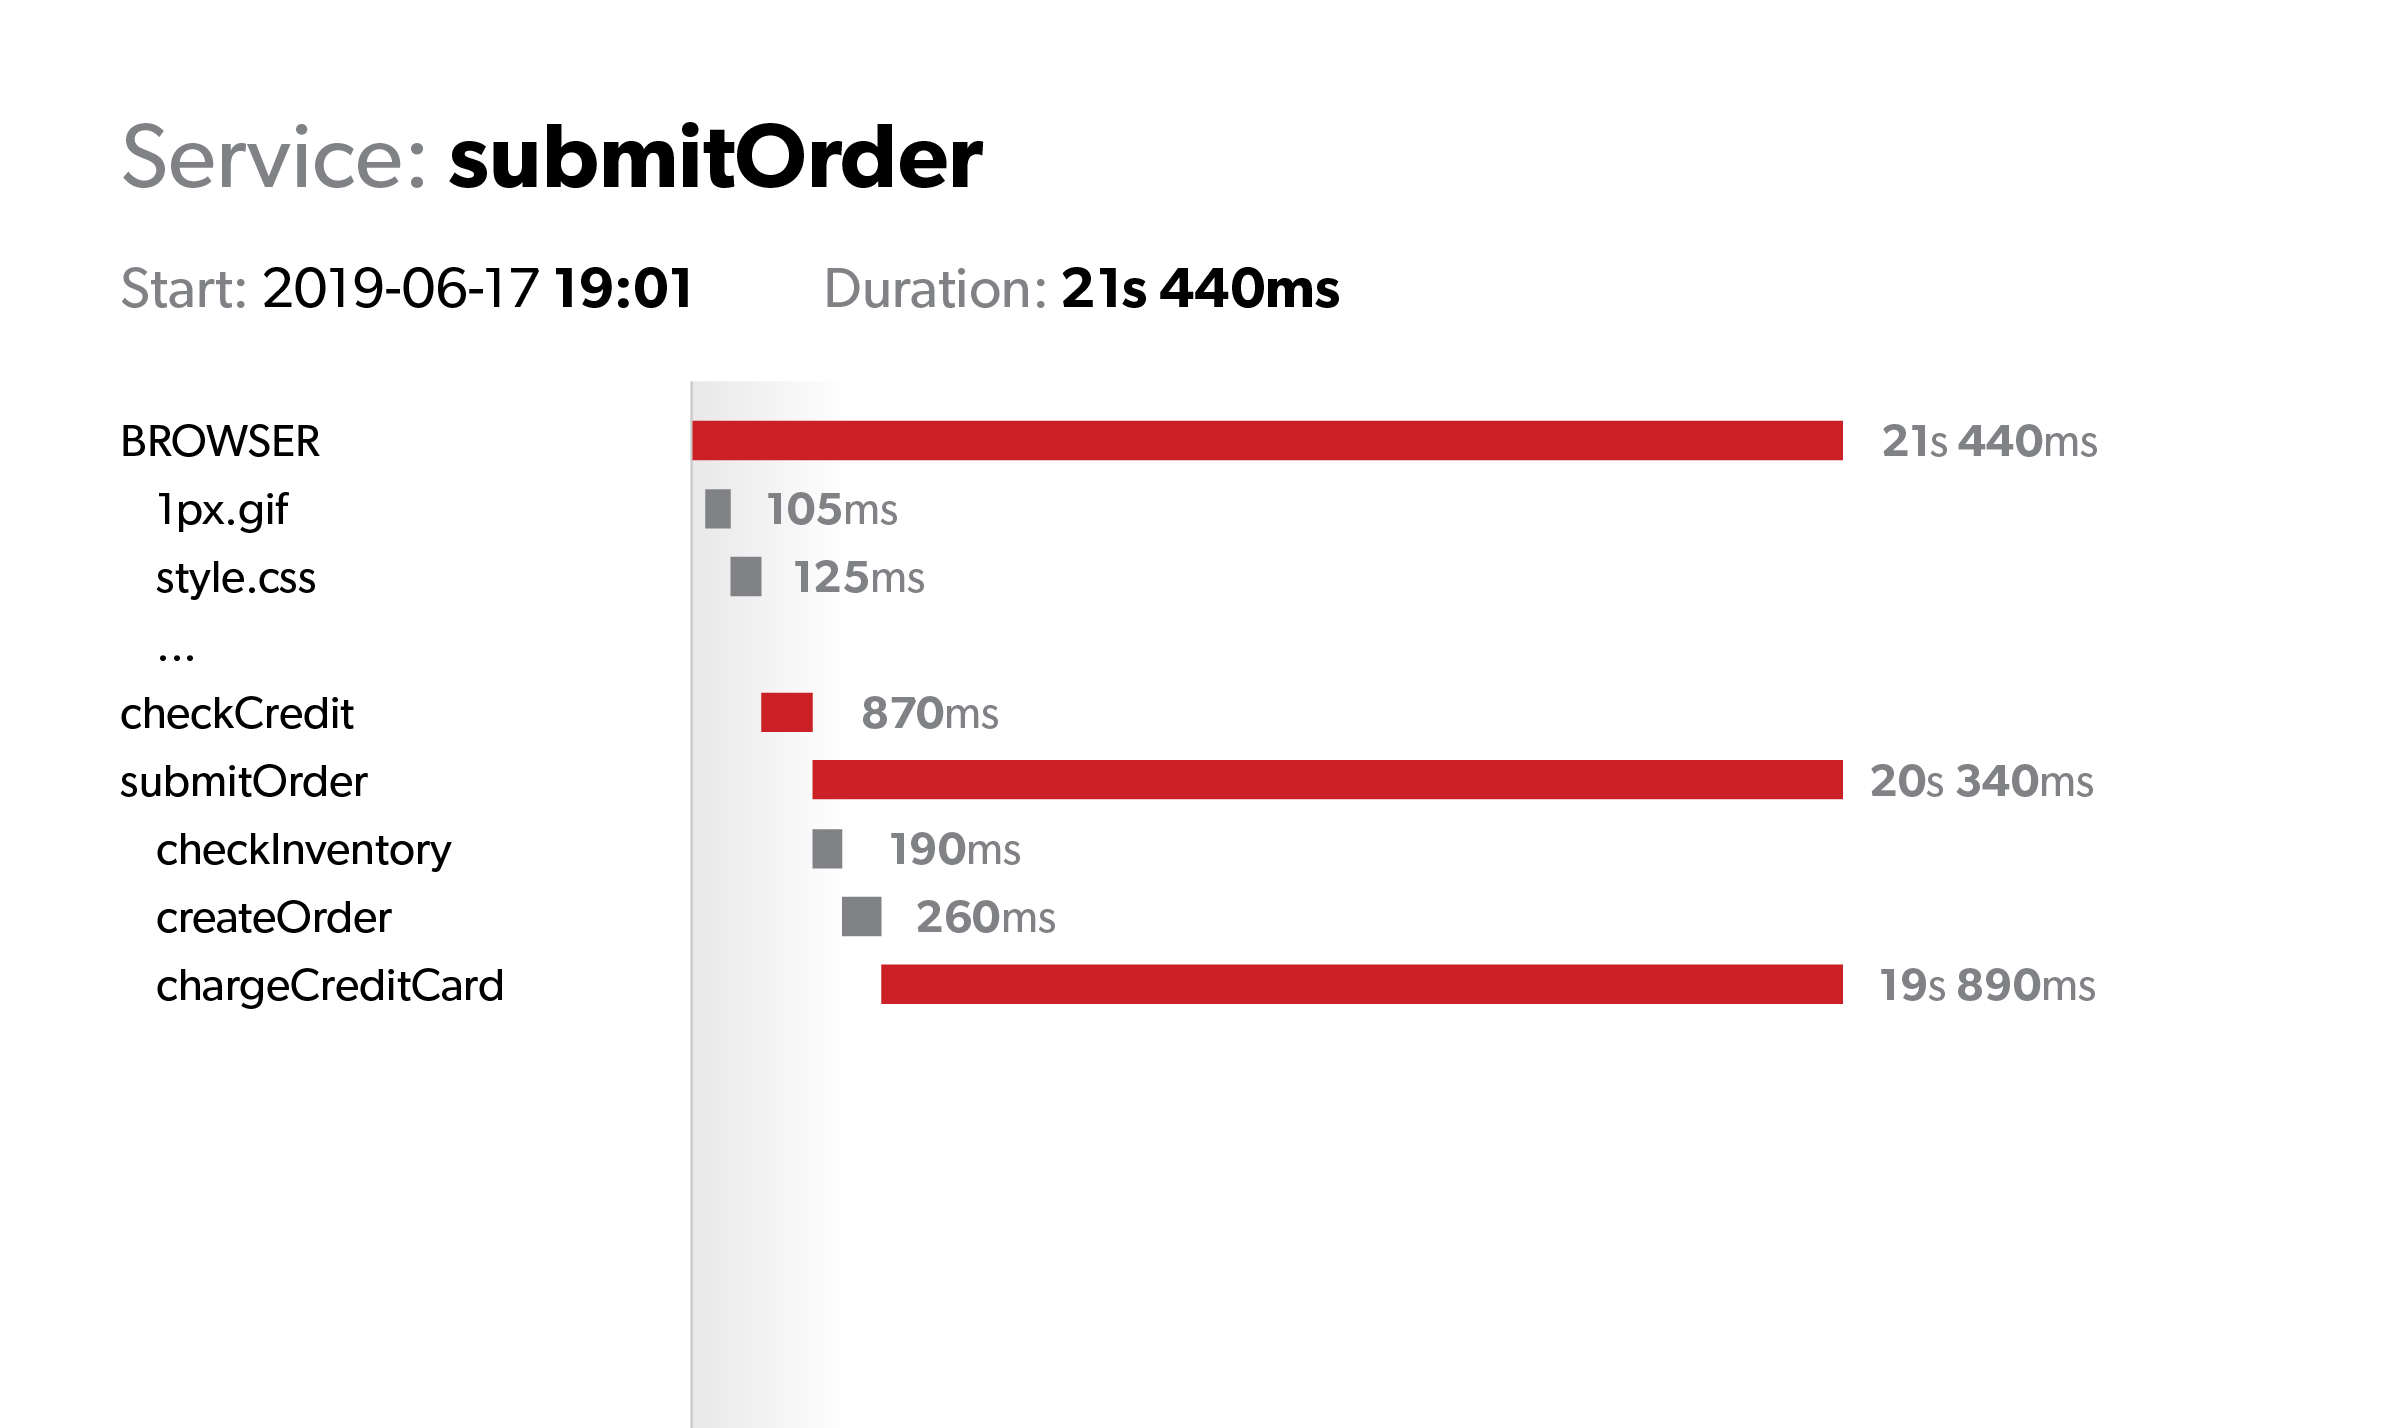 Service: submitOrder
Start: 2019-06-17 19:01 Duration: 21s 440ms
BROWSER 21s 440ms
1px.gif 105ms
style.css 125ms
...
checkCredit 870ms
submitOrder 20s 340ms
checkInventory 190ms
createOrder 260ms
chargeCreditCard 19s 890ms